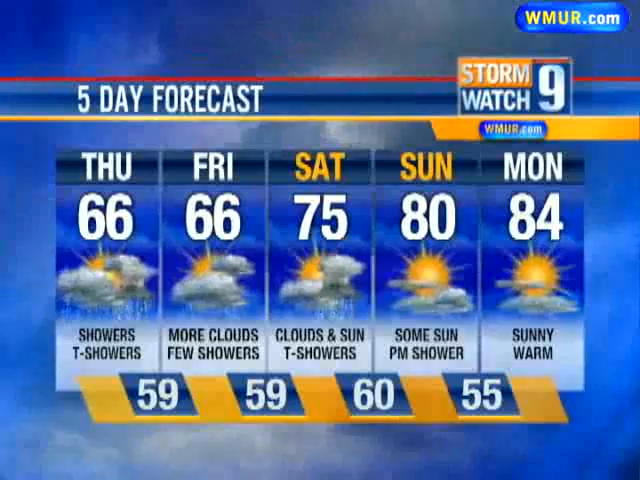 WMUR.com
5 DAY FORECAST
STORM
WATCH 9
WMUR.com
THU FRI SAT SUN MON
66 66 75 80 84
SHOWERS MORE CLOUDS CLOUDS & SUN SOME SUN SUNNY
T-SHOWERS FEW SHOWERS T-SHOWERS PM SHOWER WARM
59 59 60 55